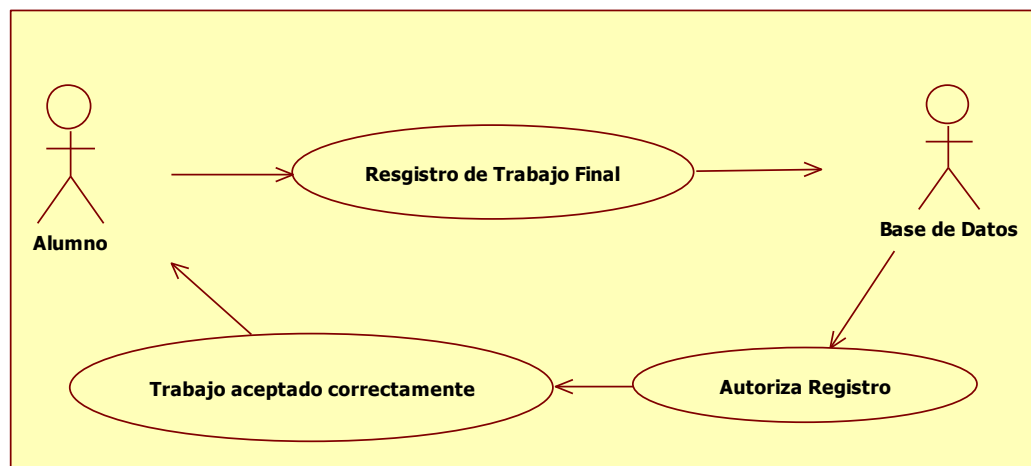 Resgistro de Trabajo Final
Alumno
Base de Datos
Trabajo aceptado correctamente
Autoriza Registro